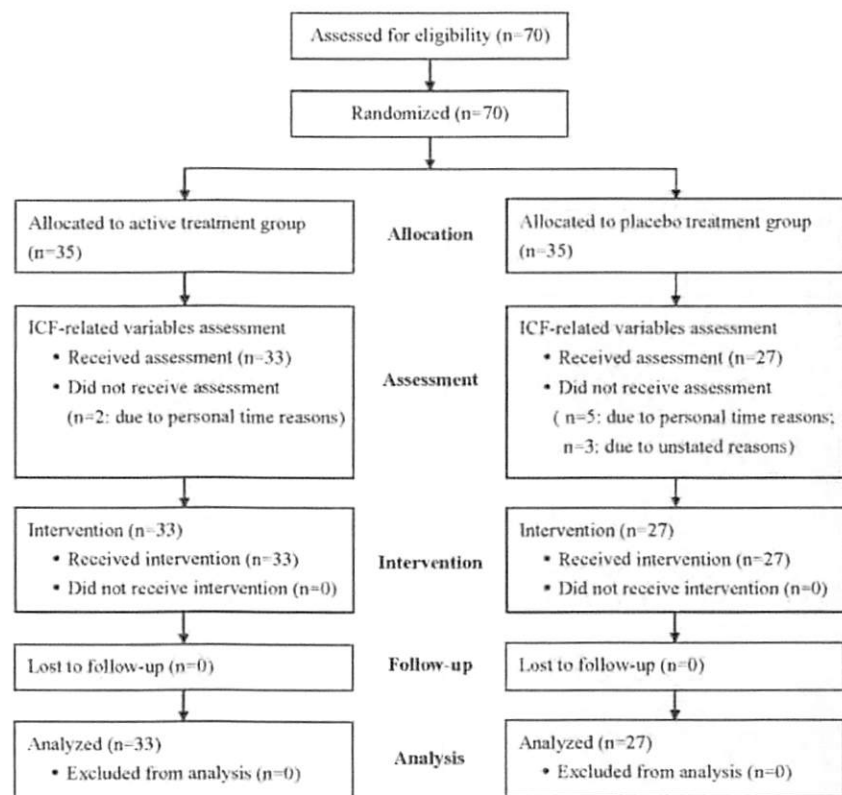 Assessed for eligibility (n=70)
Randomized (n=70)
Allocated to active treatment group
(n=35)
Allocation
Allocated to placebo treatment group
(n=35)
ICF-related variables assessment
• Received assessment (n=33)
• Did not receive assessment
(n=2: due to personal time reasons)
Assessment
ICF-related variables assessment
• Received assessment (n=27)
• Did not receive assessment
( n=5: due to personal time reasons;
n=3: due to unstated reasons)
Intervention (n=33)
• Received intervention (n=33)
• Did not receive intervention (n=0)
Intervention
Intervention (n=27)
• Received intervention (n=27)
• Did not receive intervention (n=0)
Lost to follow-up (n=0)
Follow-up
Lost to follow-up (n=0)
Analyzed (n=33)
• Excluded from analysis (n=0)
Analysis
Analyzed (n=27)
• Excluded from analysis (n=0)